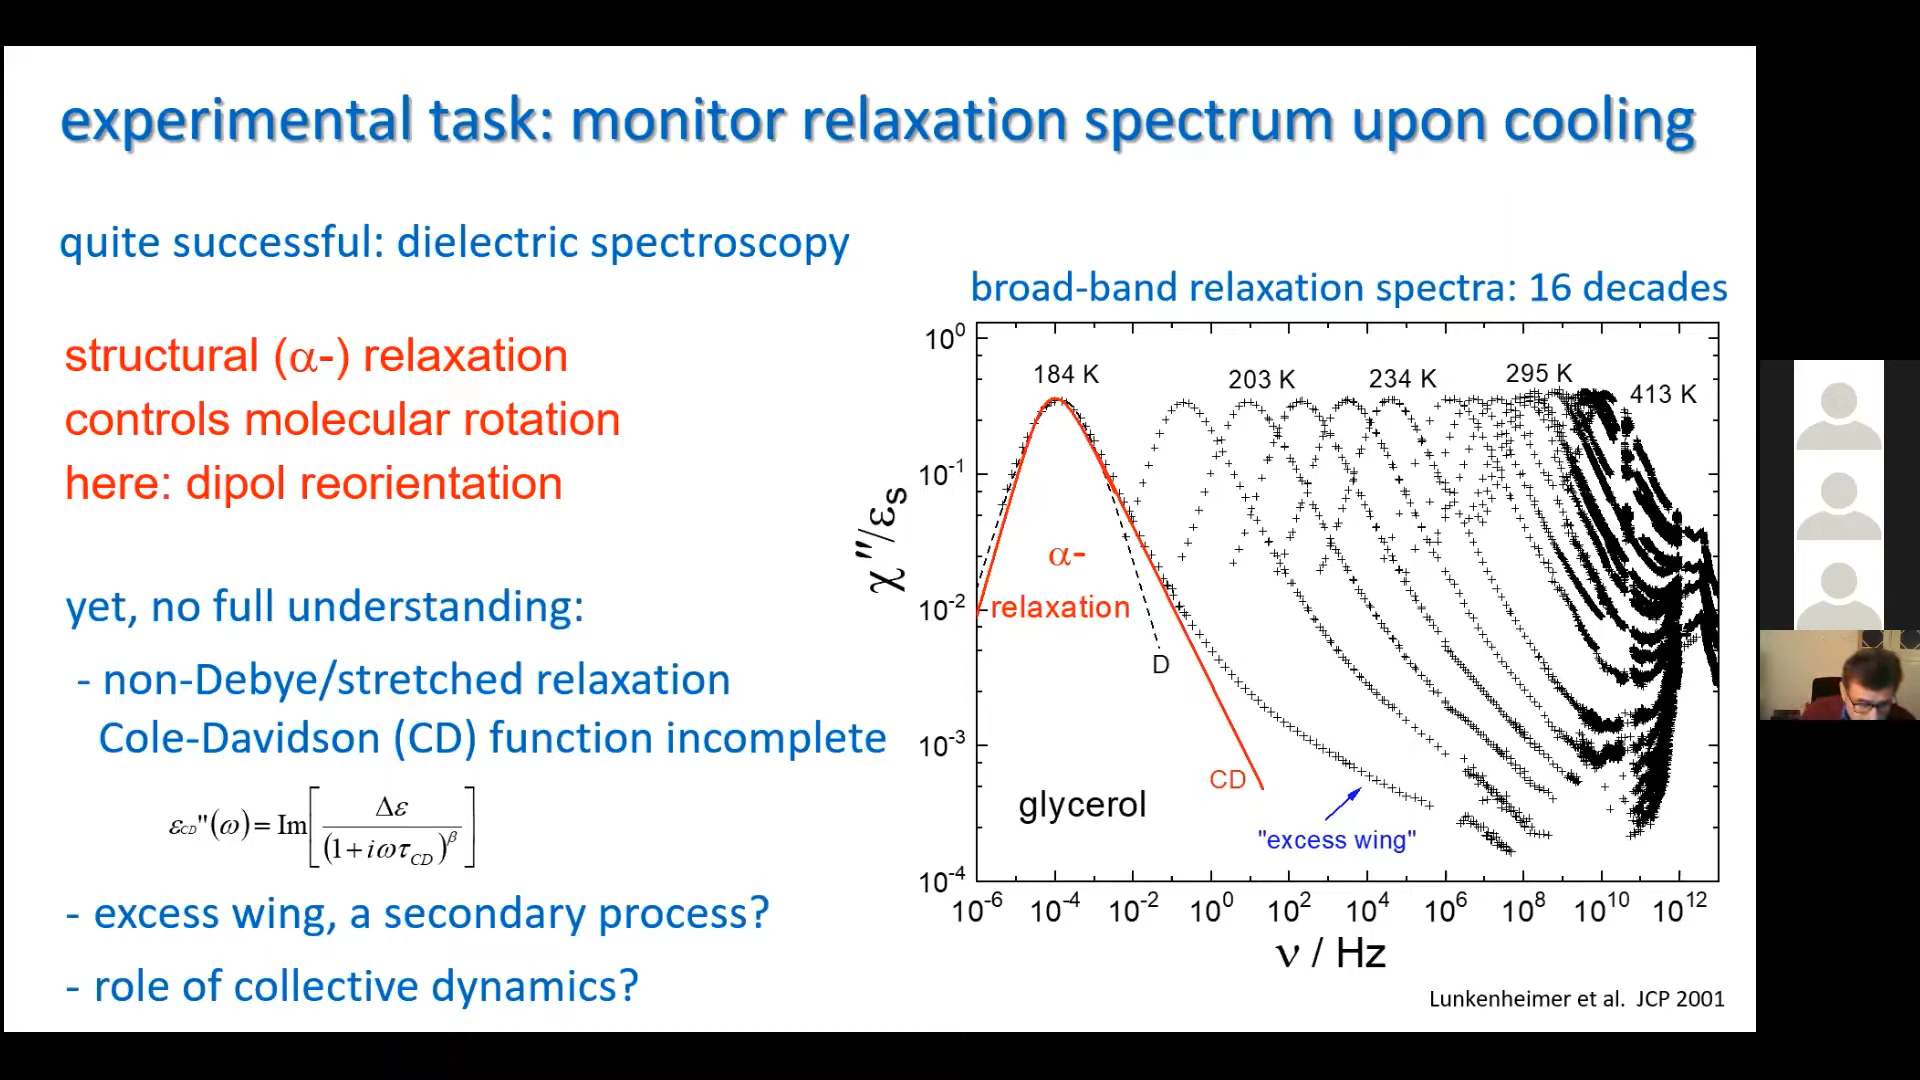 experimental task: monitor relaxation spectrum upon cooling
quite successful: dielectric spectroscopy
structural (α-) relaxation
controls molecular rotation
here: dipol reorientation
yet, no full understanding:
- non-Debye/stretched relaxation
Cole-Davidson (CD) function incomplete
ε_CD"(ω) = Im[Δε / (1 + iωτ_CD)^β]
- excess wing, a secondary process?
- role of collective dynamics?
broad-band relaxation spectra: 16 decades
10^0
10^-1
10^-2
10^-3
10^-4
χ"/ε_S
184 K
203 K
234 K
295 K
413 K
α-
relaxation
D
CD
glycerol
"excess wing"
10^-6 10^-4 10^-2 10^0 10^2 10^4 10^6 10^8 10^10 10^12
ν / Hz
Lunkenheimer et al. JCP 2001